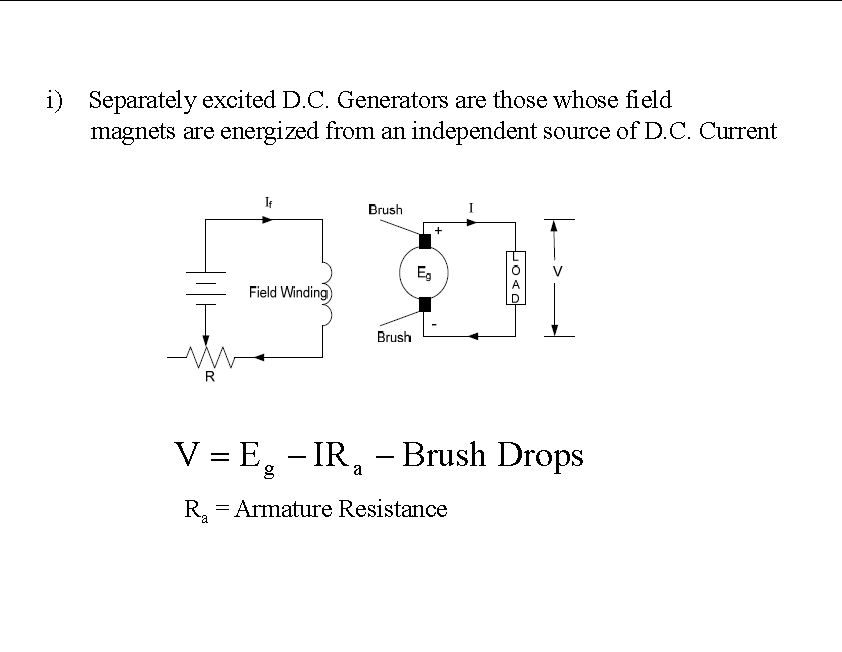 i) Separately excited D.C. Generators are those whose field
magnets are energized from an independent source of D.C. Current
If
Brush
I
+
Eg
LOAD
V
Field Winding
-
Brush
R
V = Eg – IRa – Brush Drops
Ra = Armature Resistance